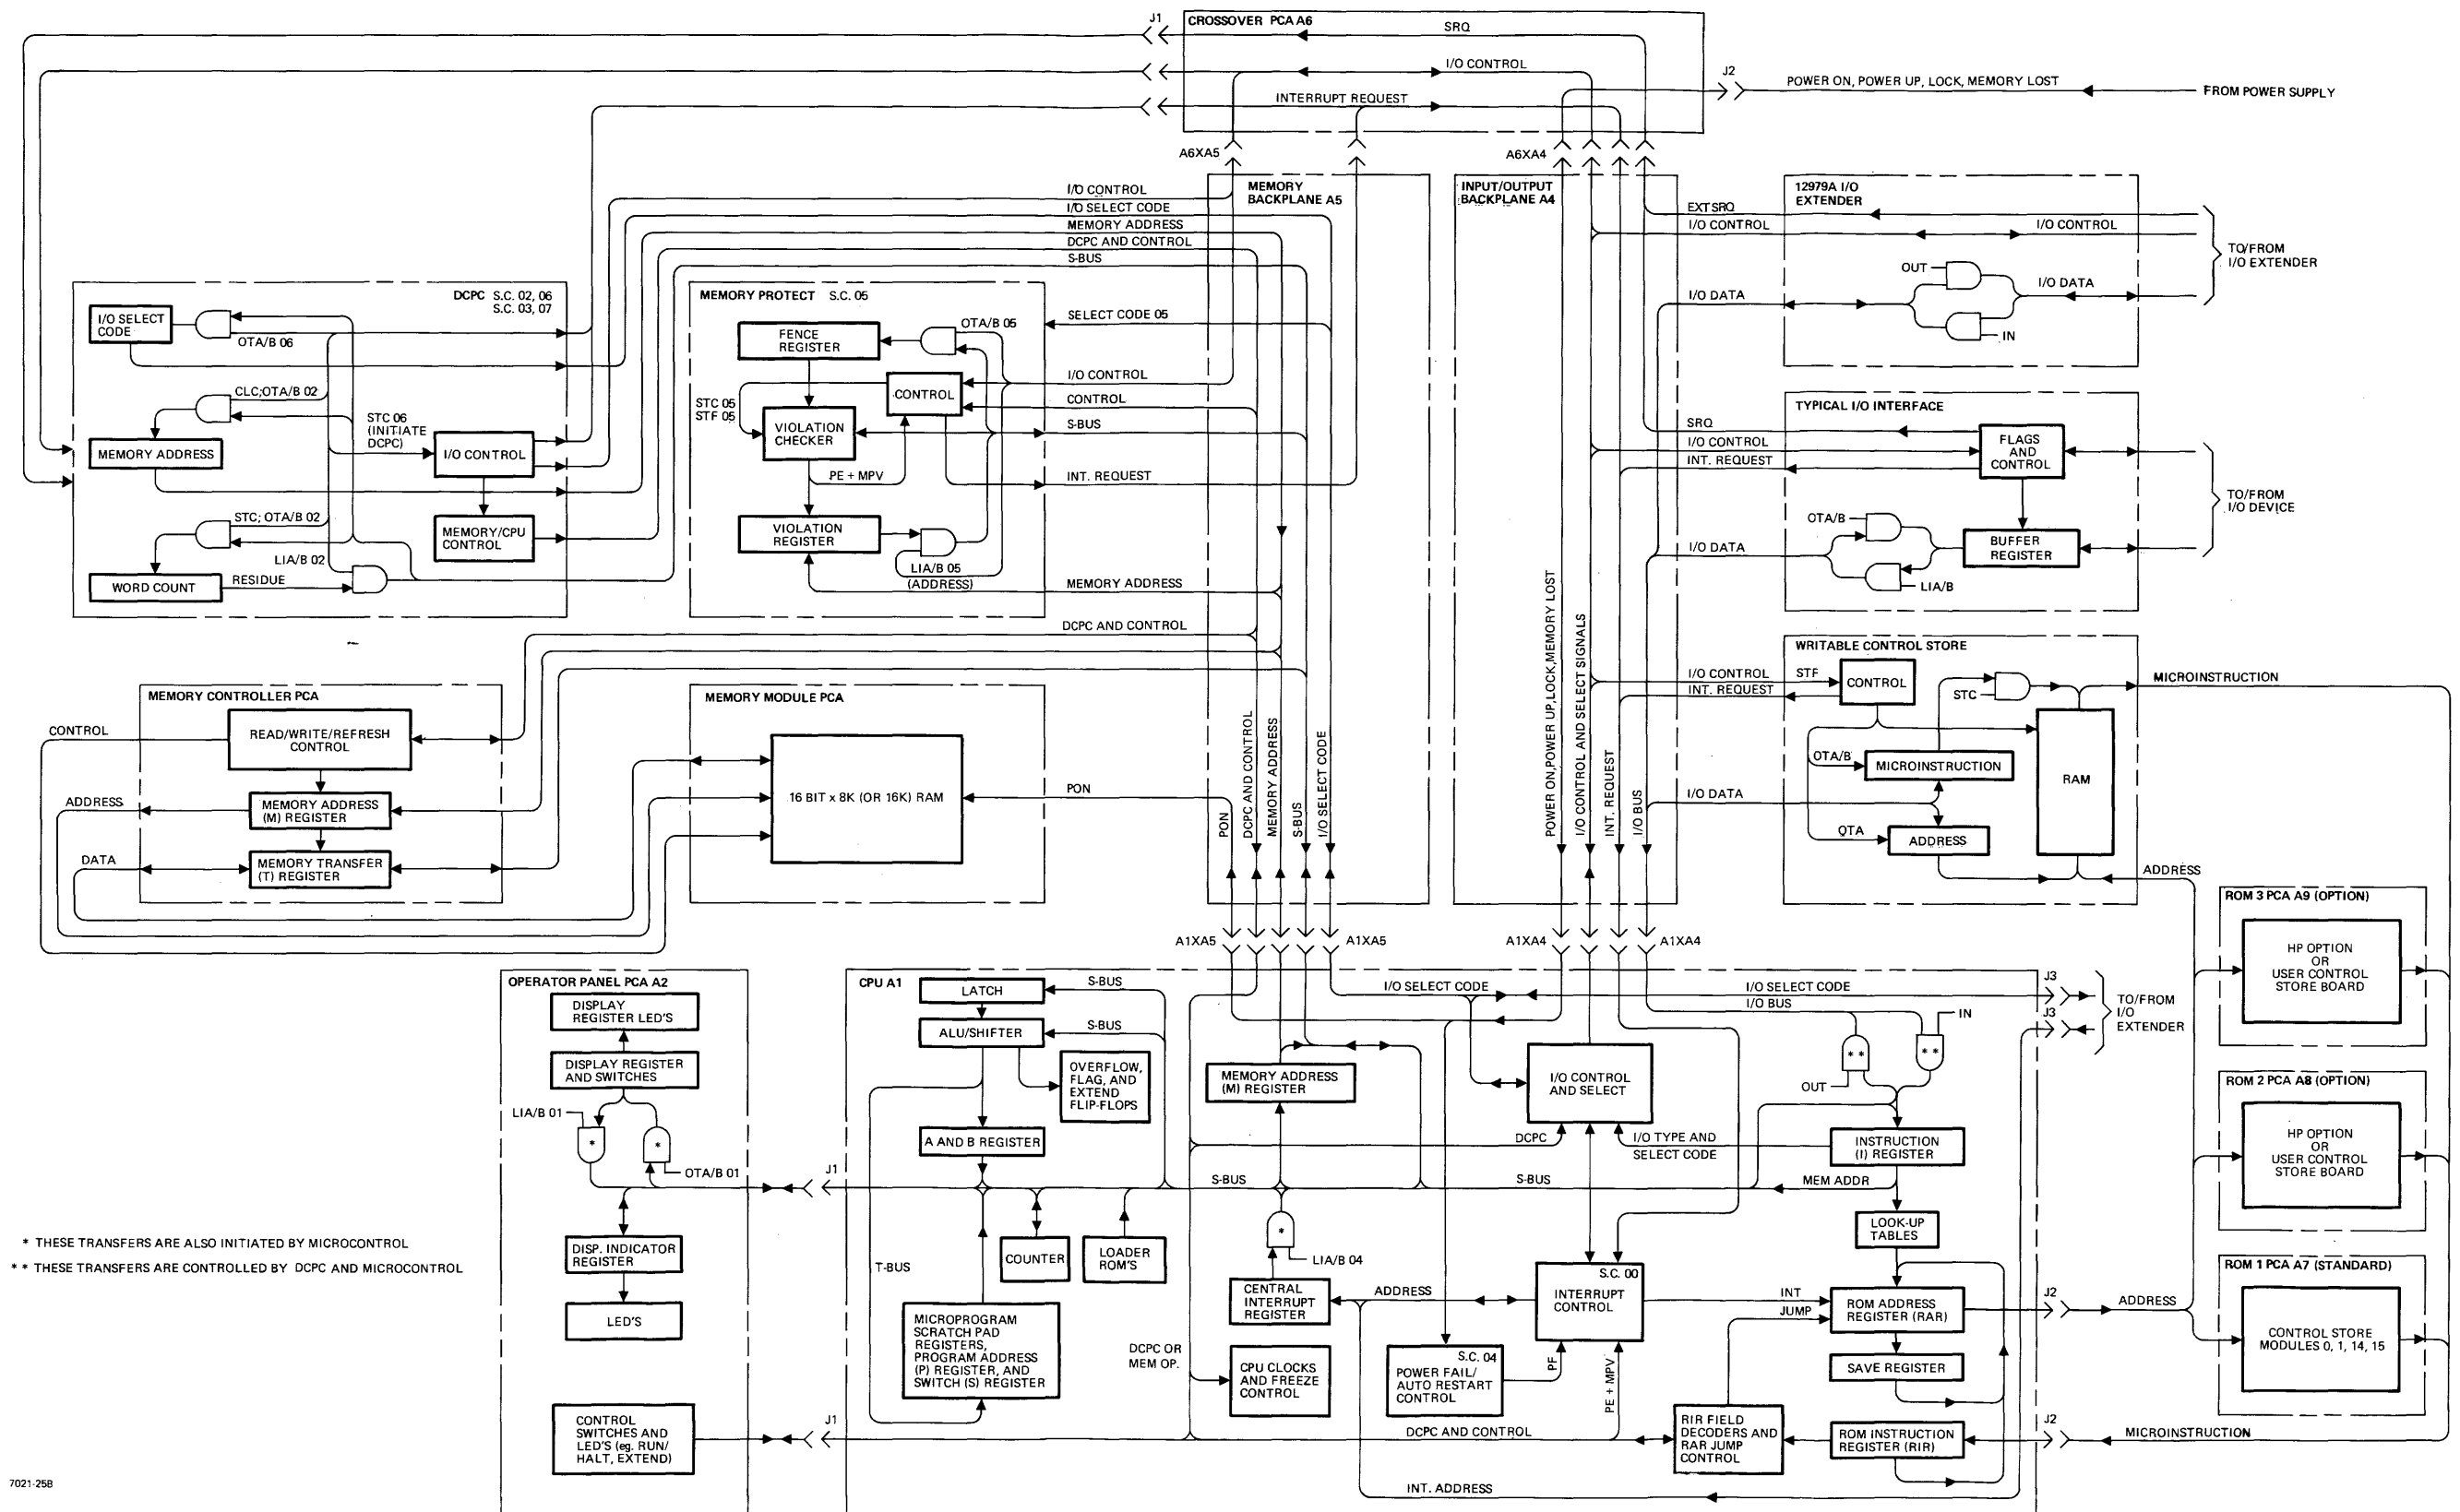 CROSSOVER PCA A6
J1
SRQ
I/O CONTROL
INTERRUPT REQUEST
J2
POWER ON, POWER UP, LOCK, MEMORY LOST
FROM POWER SUPPLY
A6XA5
A6XA4
I/O CONTROL
I/O SELECT CODE
MEMORY ADDRESS
DCPC AND CONTROL
S-BUS
MEMORY
BACKPLANE A5
INPUT/OUTPUT
BACKPLANE A4
12979A I/O
EXTENDER
EXT SRQ
I/O CONTROL
I/O CONTROL
OUT
I/O DATA
I/O DATA
IN
TO/FROM
I/O EXTENDER
DCPC S.C. 02, 06
S.C. 03, 07
I/O SELECT
CODE
OTA/B 06
CLC;OTA/B 02
MEMORY ADDRESS
STC 06
(INITIATE
DCPC)
I/O CONTROL
STC; OTA/B 02
MEMORY/CPU
CONTROL
LIA/B 02
WORD COUNT
RESIDUE
MEMORY PROTECT S.C. 05
FENCE
REGISTER
OTA/B 05
CONTROL
STC 05
STF 05
VIOLATION
CHECKER
PE + MPV
VIOLATION
REGISTER
LIA/B 05
(ADDRESS)
SELECT CODE 05
I/O CONTROL
CONTROL
S-BUS
INT. REQUEST
MEMORY ADDRESS
DCPC AND CONTROL
TYPICAL I/O INTERFACE
SRQ
I/O CONTROL
INT. REQUEST
FLAGS
AND
CONTROL
OTA/B
I/O DATA
BUFFER
REGISTER
LIA/B
TO/FROM
I/O DEVICE
MEMORY CONTROLLER PCA
CONTROL
READ/WRITE/REFRESH
CONTROL
ADDRESS
MEMORY ADDRESS
(M) REGISTER
DATA
MEMORY TRANSFER
(T) REGISTER
MEMORY MODULE PCA
16 BIT x 8K (OR 16K) RAM
PON
PON
DCPC AND CONTROL
MEMORY ADDRESS
S-BUS
I/O SELECT CODE
POWER ON,POWER UP,LOCK,MEMORY LOST
I/O CONTROL AND SELECT SIGNALS
INT. REQUEST
I/O BUS
WRITABLE CONTROL STORE
I/O CONTROL
STF
INT. REQUEST
CONTROL
STC
MICROINSTRUCTION
OTA/B
MICROINSTRUCTION
RAM
I/O DATA
OTA
ADDRESS
ADDRESS
A1XA5
A1XA5
A1XA4
A1XA4
ROM 3 PCA A9 (OPTION)
HP OPTION
OR
USER CONTROL
STORE BOARD
ROM 2 PCA A8 (OPTION)
HP OPTION
OR
USER CONTROL
STORE BOARD
ROM 1 PCA A7 (STANDARD)
CONTROL STORE
MODULES 0, 1, 14, 15
OPERATOR PANEL PCA A2
DISPLAY
REGISTER LED'S
DISPLAY REGISTER
AND SWITCHES
LIA/B 01
*
*
OTA/B 01
DISP. INDICATOR
REGISTER
LED'S
CONTROL
SWITCHES AND
LED'S (eg. RUN/
HALT, EXTEND)
J1
J1
CPU A1
LATCH
S-BUS
ALU/SHIFTER
S-BUS
OVERFLOW,
FLAG, AND
EXTEND
FLIP-FLOPS
A AND B REGISTER
T-BUS
COUNTER
LOADER
ROM'S
MICROPROGRAM
SCRATCH PAD
REGISTERS,
PROGRAM ADDRESS
(P) REGISTER, AND
SWITCH (S) REGISTER
MEMORY ADDRESS
(M) REGISTER
S-BUS
S-BUS
*
LIA/B 04
CENTRAL
INTERRUPT
REGISTER
ADDRESS
DCPC OR
MEM OP.
CPU CLOCKS
AND FREEZE
CONTROL
S.C. 04
POWER FAIL/
AUTO RESTART
CONTROL
PF
PE + MPV
I/O SELECT CODE
I/O SELECT CODE
I/O BUS
I/O CONTROL
AND SELECT
DCPC
I/O TYPE AND
SELECT CODE
OUT
* *
* *
IN
INSTRUCTION
(I) REGISTER
MEM ADDR
LOOK-UP
TABLES
S.C. 00
INTERRUPT
CONTROL
INT
JUMP
ROM ADDRESS
REGISTER (RAR)
SAVE REGISTER
RIR FIELD
DECODERS AND
RAR JUMP
CONTROL
ROM INSTRUCTION
REGISTER (RIR)
DCPC AND CONTROL
INT. ADDRESS
J3
J3
TO/FROM
I/O
EXTENDER
J2
ADDRESS
J2
MICROINSTRUCTION
* THESE TRANSFERS ARE ALSO INITIATED BY MICROCONTROL
* * THESE TRANSFERS ARE CONTROLLED BY DCPC AND MICROCONTROL
7021-25B